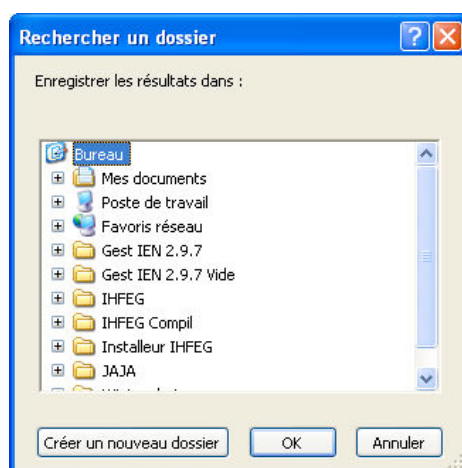 Rechercher un dossier
Enregistrer les résultats dans :
Bureau
Mes documents
Poste de travail
Favoris réseau
Gest IEN 2.9.7
Gest IEN 2.9.7 Vide
IHFEG
IHFEG Compil
Installeur IHFEG
JAJA
Créer un nouveau dossier OK Annuler